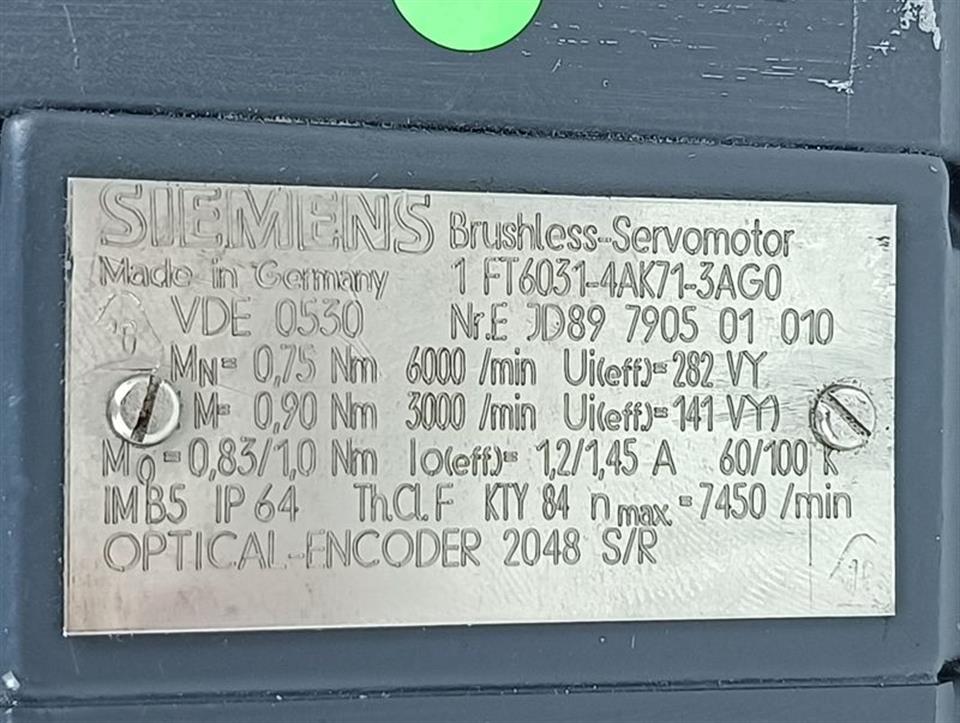 SIEMENS Brushless-Servomotor
Made in Germany 1 FT6031-4AK71-3AG0
VDE 0530 Nr.E JD89 7905 01 010
MN= 0,75 Nm 6000 /min Ui(eff)=282 VY
(M= 0,90 Nm 3000 /min Ui(eff)=141 VY)
M0=0,83/1,0 Nm Io(eff)= 1,2/1,45 A 60/100 K
IMB5 IP 64 Th.Cl.F KTY 84 nmax.=7450 /min
OPTICAL-ENCODER 2048 S/R